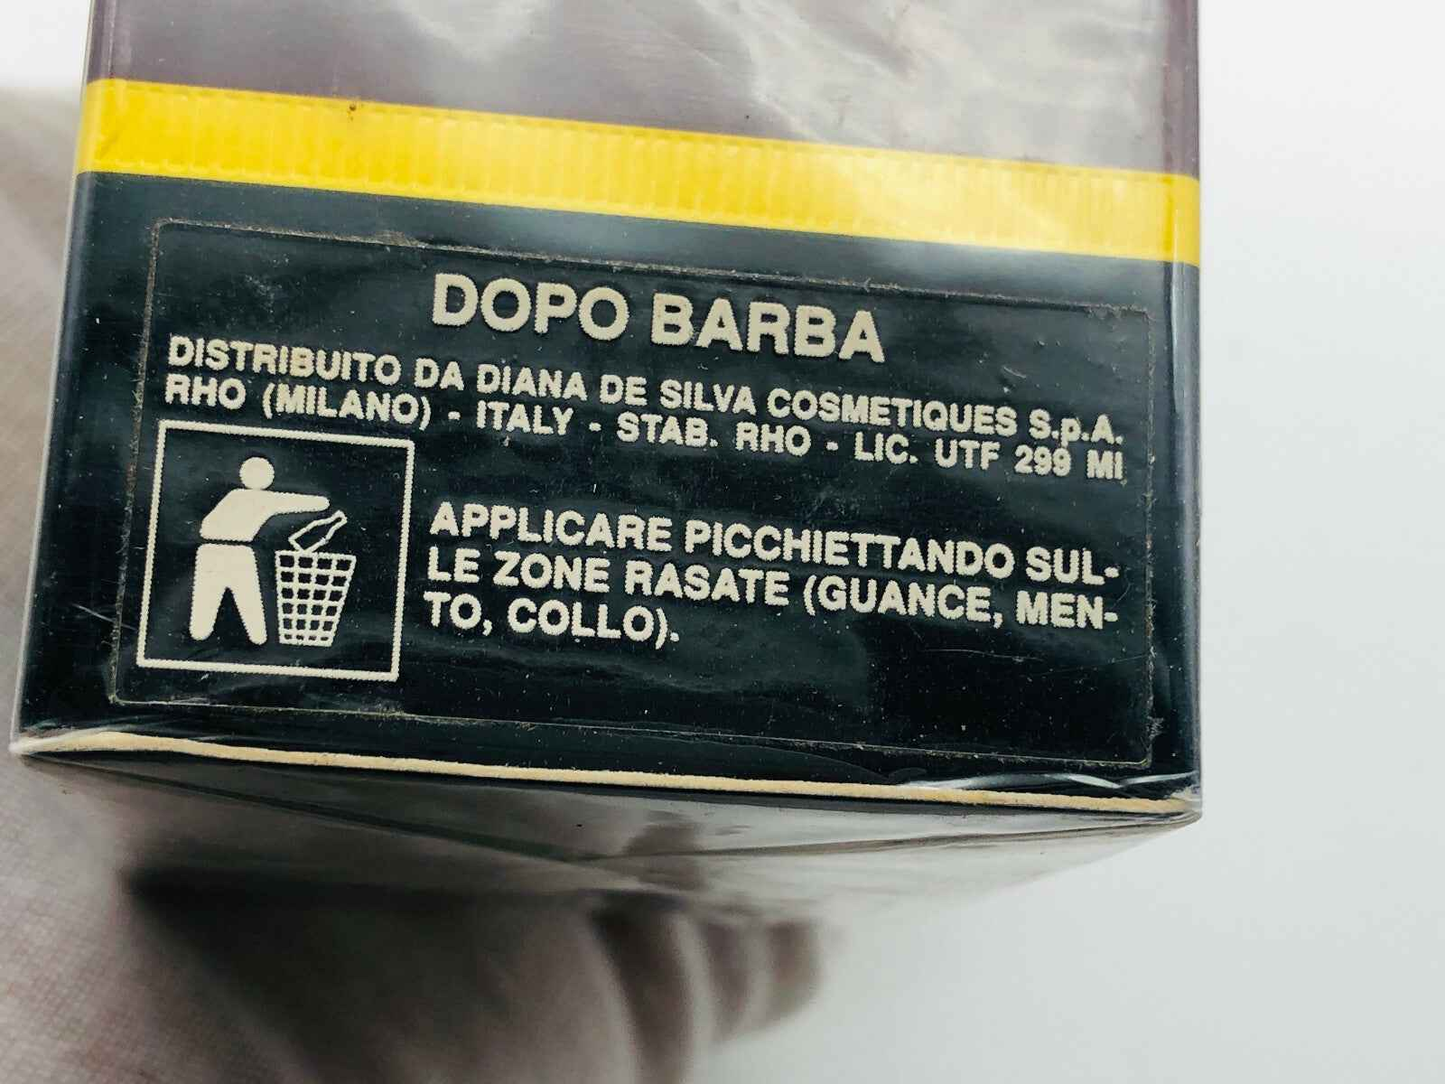 DOPO BARBA
DISTRIBUITO DA DIANA DE SILVA COSMETIQUES S.p.A.
RHO (MILANO) - ITALY - STAB. RHO - LIC. UTF 299 MI
APPLICARE PICCHIETTANDO SUL-
LE ZONE RASATE (GUANCE, MEN-
TO, COLLO).